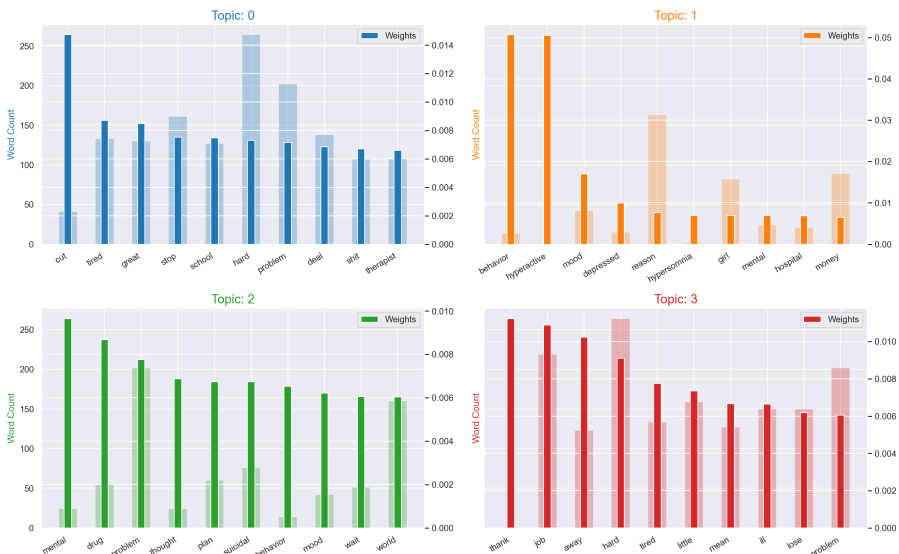 Topic: 0
Weights
Word Count
250
200
150
100
50
0
0.014
0.012
0.010
0.008
0.006
0.004
0.002
0.000
cut
tired
great
stop
school
hard
problem
deal
shit
therapist
Topic: 1
Weights
Word Count
0.05
0.04
0.03
0.02
0.01
0.00
behavior
hyperactive
mood
depressed
reason
hypersomnia
girl
mental
hospital
money
Topic: 2
Weights
Word Count
250
200
150
100
50
0
0.010
0.008
0.006
0.004
0.002
0.000
mental
drug
problem
thought
plan
suicidal
behavior
mood
wait
world
Topic: 3
Weights
Word Count
0.010
0.008
0.006
0.004
0.002
0.000
thank
job
away
hard
tired
little
mean
ill
lose
problem